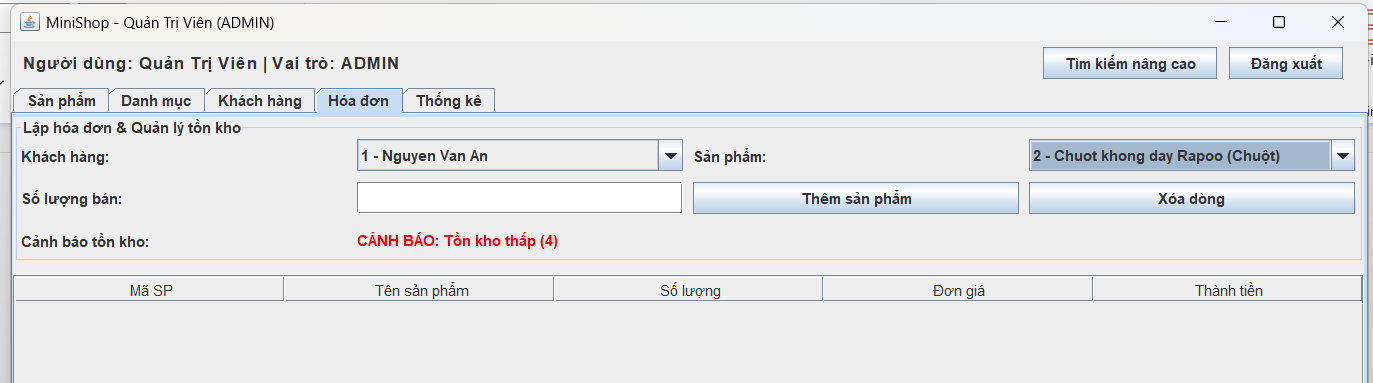 MiniShop - Quản Trị Viên (ADMIN)
Người dùng: Quản Trị Viên | Vai trò: ADMIN
Tìm kiếm nâng cao
Đăng xuất
Sản phẩm Danh mục Khách hàng Hóa đơn Thống kê
Lập hóa đơn & Quản lý tồn kho
Khách hàng: 1 - Nguyen Van An Sản phẩm: 2 - Chuot khong day Rapoo (Chuột)
Số lượng bán: Thêm sản phẩm Xóa dòng
Cảnh báo tồn kho: CẢNH BÁO: Tồn kho thấp (4)
Mã SP Tên sản phẩm Số lượng Đơn giá Thành tiền